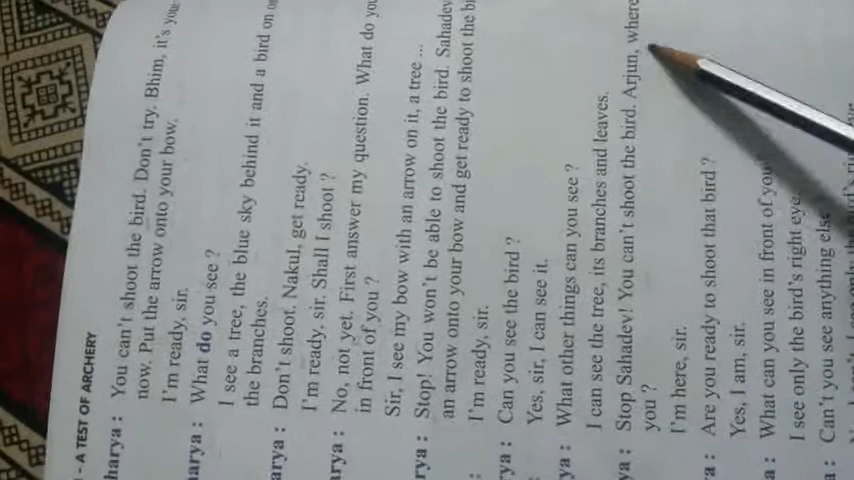 - A TEST OF ARCHERY
harya : You can't shoot the bird. Don't try. Bhim, it's your
now. Put the arrow onto your bow.
I'm ready, sir.
arya : What do you see ?
I see a tree, the blue sky behind it and a bird on
the branches.
arya : Don't shoot. Nakul, get ready.
I'm ready, sir. Shall I shoot ?
rya : No, not yet. First answer my question. What do you
in front of you ?
Sir, I see my bow with an arrow on it, a tree ...
rya : Stop! You won't be able to shoot the bird. Sahadev
an arrow onto your bow and get ready to shoot the bi
: I'm ready, sir.
rya : Can you see the bird ?
: Yes, sir, I can see it.
ya : What other things can you see ?
I can see the tree, its branches and leaves.
ya : Stop Sahadev! You can't shoot the bird. Arjun, where
you ?
I'm here, sir.
a : Are you ready to shoot that bird ?
Yes, I am, sir.
a : What can you see in front of you
I see only the bird's right eye.
a : Can't you see anything else